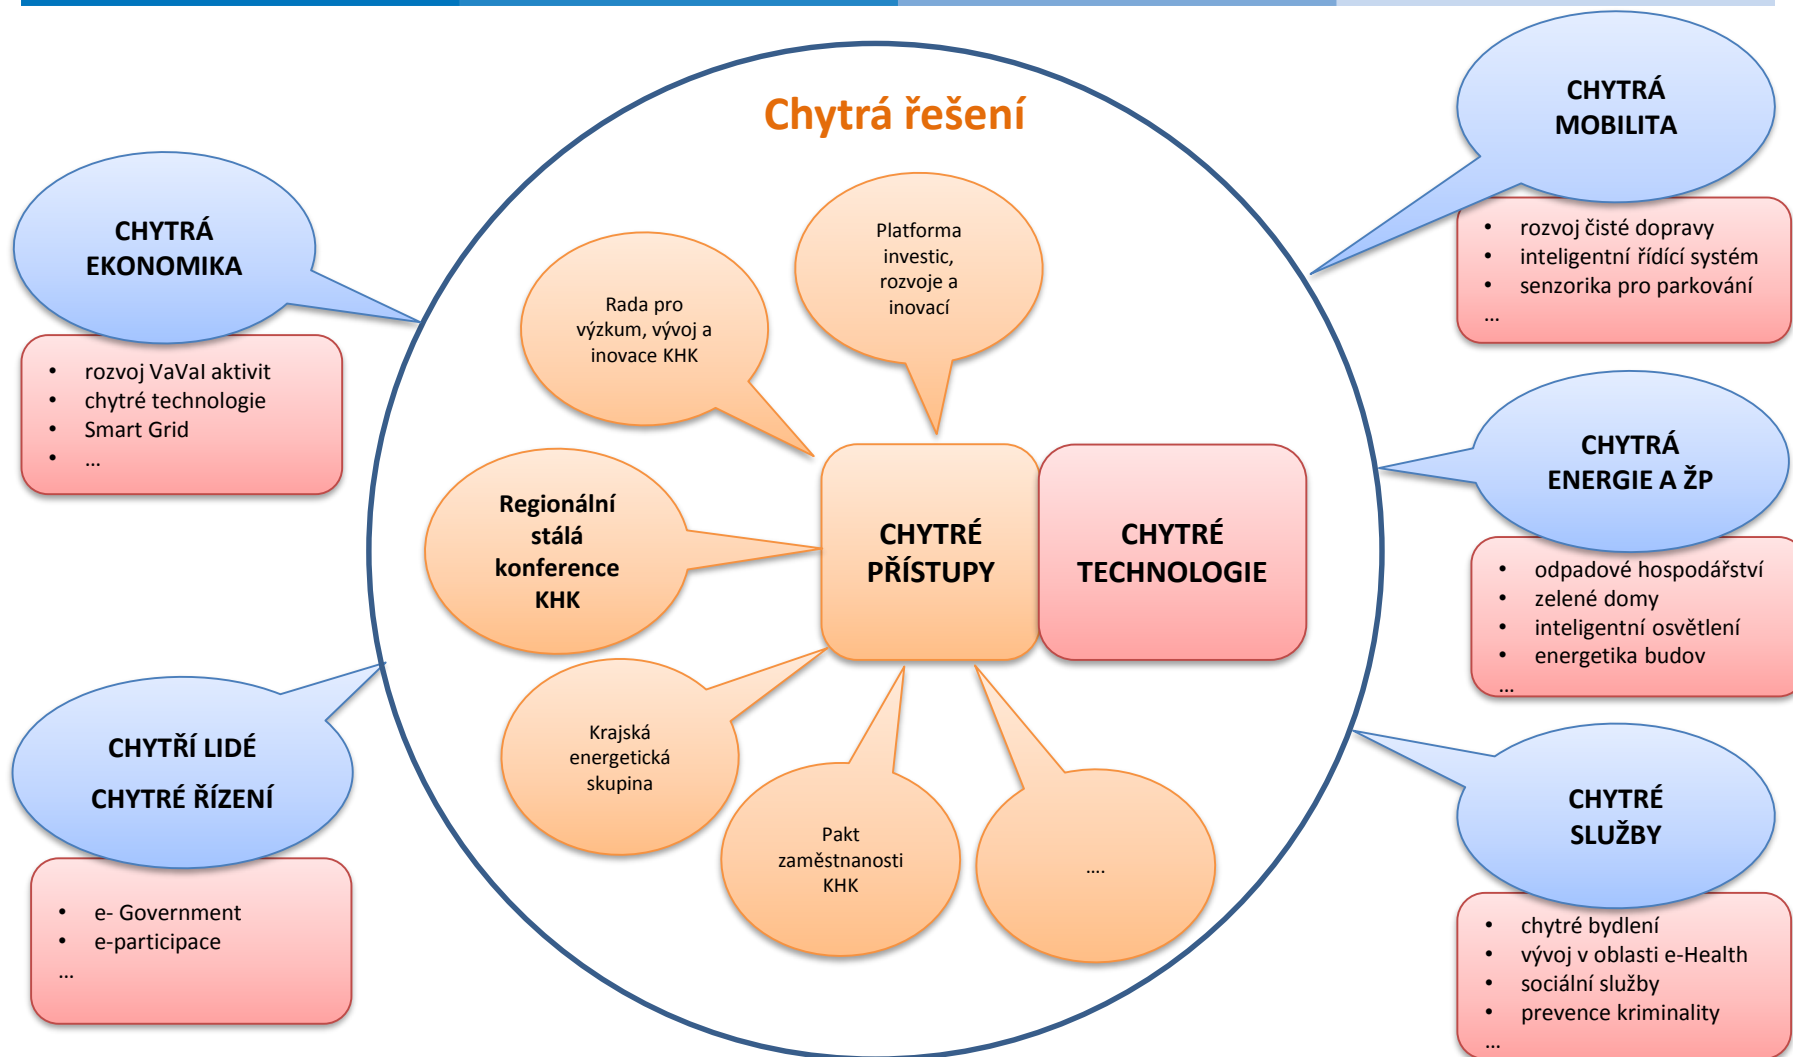 Chytrá řešení
CHYTRÁ
EKONOMIKA
• rozvoj VaVaI aktivit
• chytré technologie
• Smart Grid
• ...
CHYTŘÍ LIDÉ
CHYTRÉ ŘÍZENÍ
• e- Government
• e-participace
...
Rada pro
výzkum, vývoj a
inovace KHK
Platforma
investic,
rozvoje a
inovací
Regionální
stálá
konference
KHK
CHYTRÉ
PŘÍSTUPY
CHYTRÉ
TECHNOLOGIE
Krajská
energetická
skupina
Pakt
zaměstnanosti
KHK
....
CHYTRÁ
MOBILITA
• rozvoj čisté dopravy
• inteligentní řídící systém
• senzorika pro parkování
...
CHYTRÁ
ENERGIE A ŽP
• odpadové hospodářství
• zelené domy
• inteligentní osvětlení
• energetika budov
...
CHYTRÉ
SLUŽBY
• chytré bydlení
• vývoj v oblasti e-Health
• sociální služby
• prevence kriminality
...